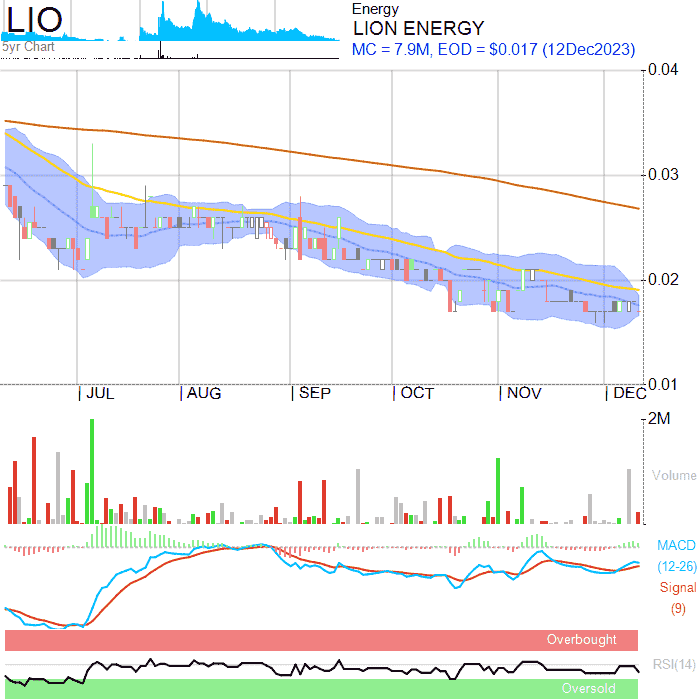 LIO
5yr Chart
Energy
LION ENERGY
MC = 7.9M, EOD = $0.017 (12Dec2023)
0.04
0.03
0.02
0.01
JUL AUG SEP OCT NOV DEC
2M
Volume
MACD
(12-26)
Signal
(9)
Overbought
RSI(14)
Oversold